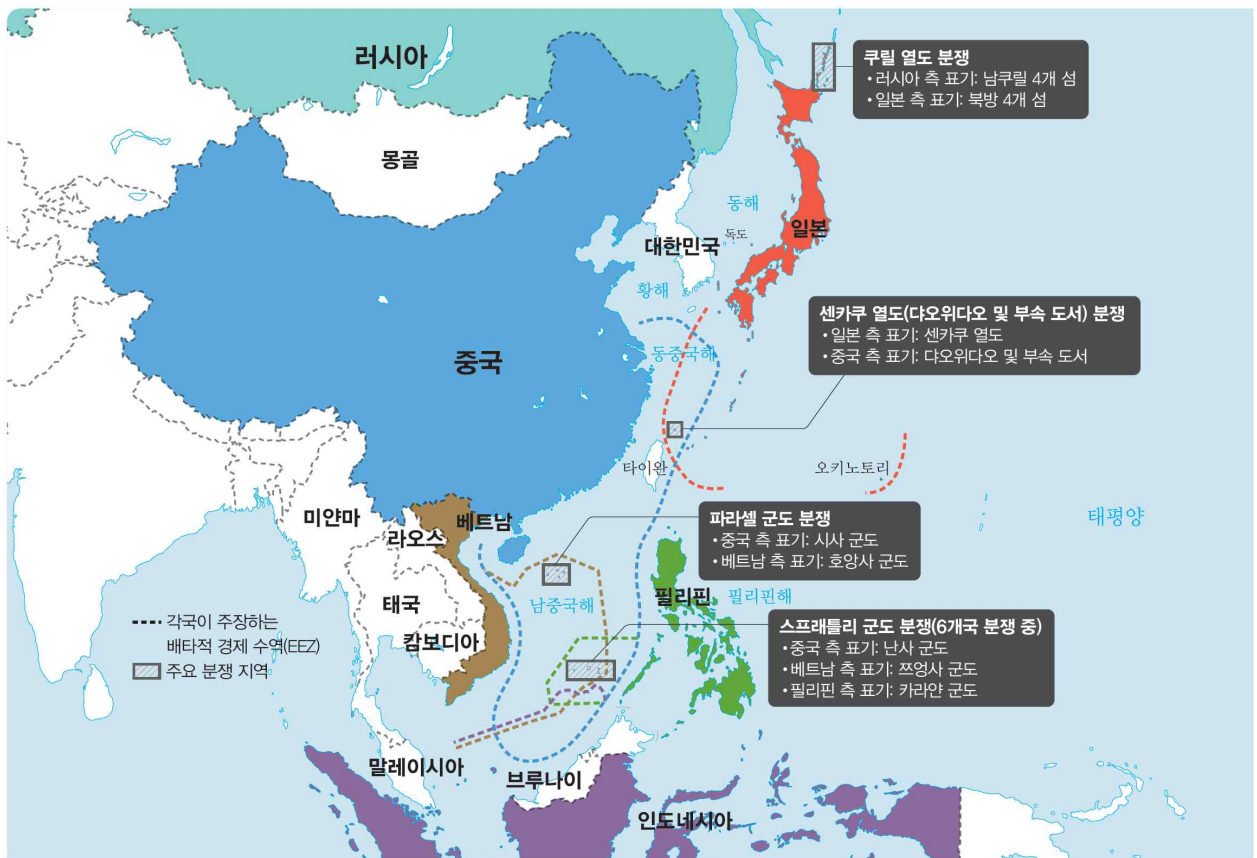 러시아
몽골
중국
대한민국
일본
동해
독도
황해
동중국해
쿠릴 열도 분쟁
• 러시아 측 표기: 남쿠릴 4개 섬
• 일본 측 표기: 북방 4개 섬
센카쿠 열도(댜오위다오 및 부속 도서) 분쟁
• 일본 측 표기: 센카쿠 열도
• 중국 측 표기: 댜오위다오 및 부속 도서
타이완
오키노토리
태평양
미얀마
라오스
베트남
태국
캄보디아
남중국해
파라셀 군도 분쟁
• 중국 측 표기: 시사 군도
• 베트남 측 표기: 호앙사 군도
필리핀
필리핀해
스프래틀리 군도 분쟁(6개국 분쟁 중)
• 중국 측 표기: 난사 군도
• 베트남 측 표기: 쯔엉사 군도
• 필리핀 측 표기: 카라얀 군도
각국이 주장하는
배타적 경제 수역(EEZ)
주요 분쟁 지역
말레이시아
브루나이
인도네시아